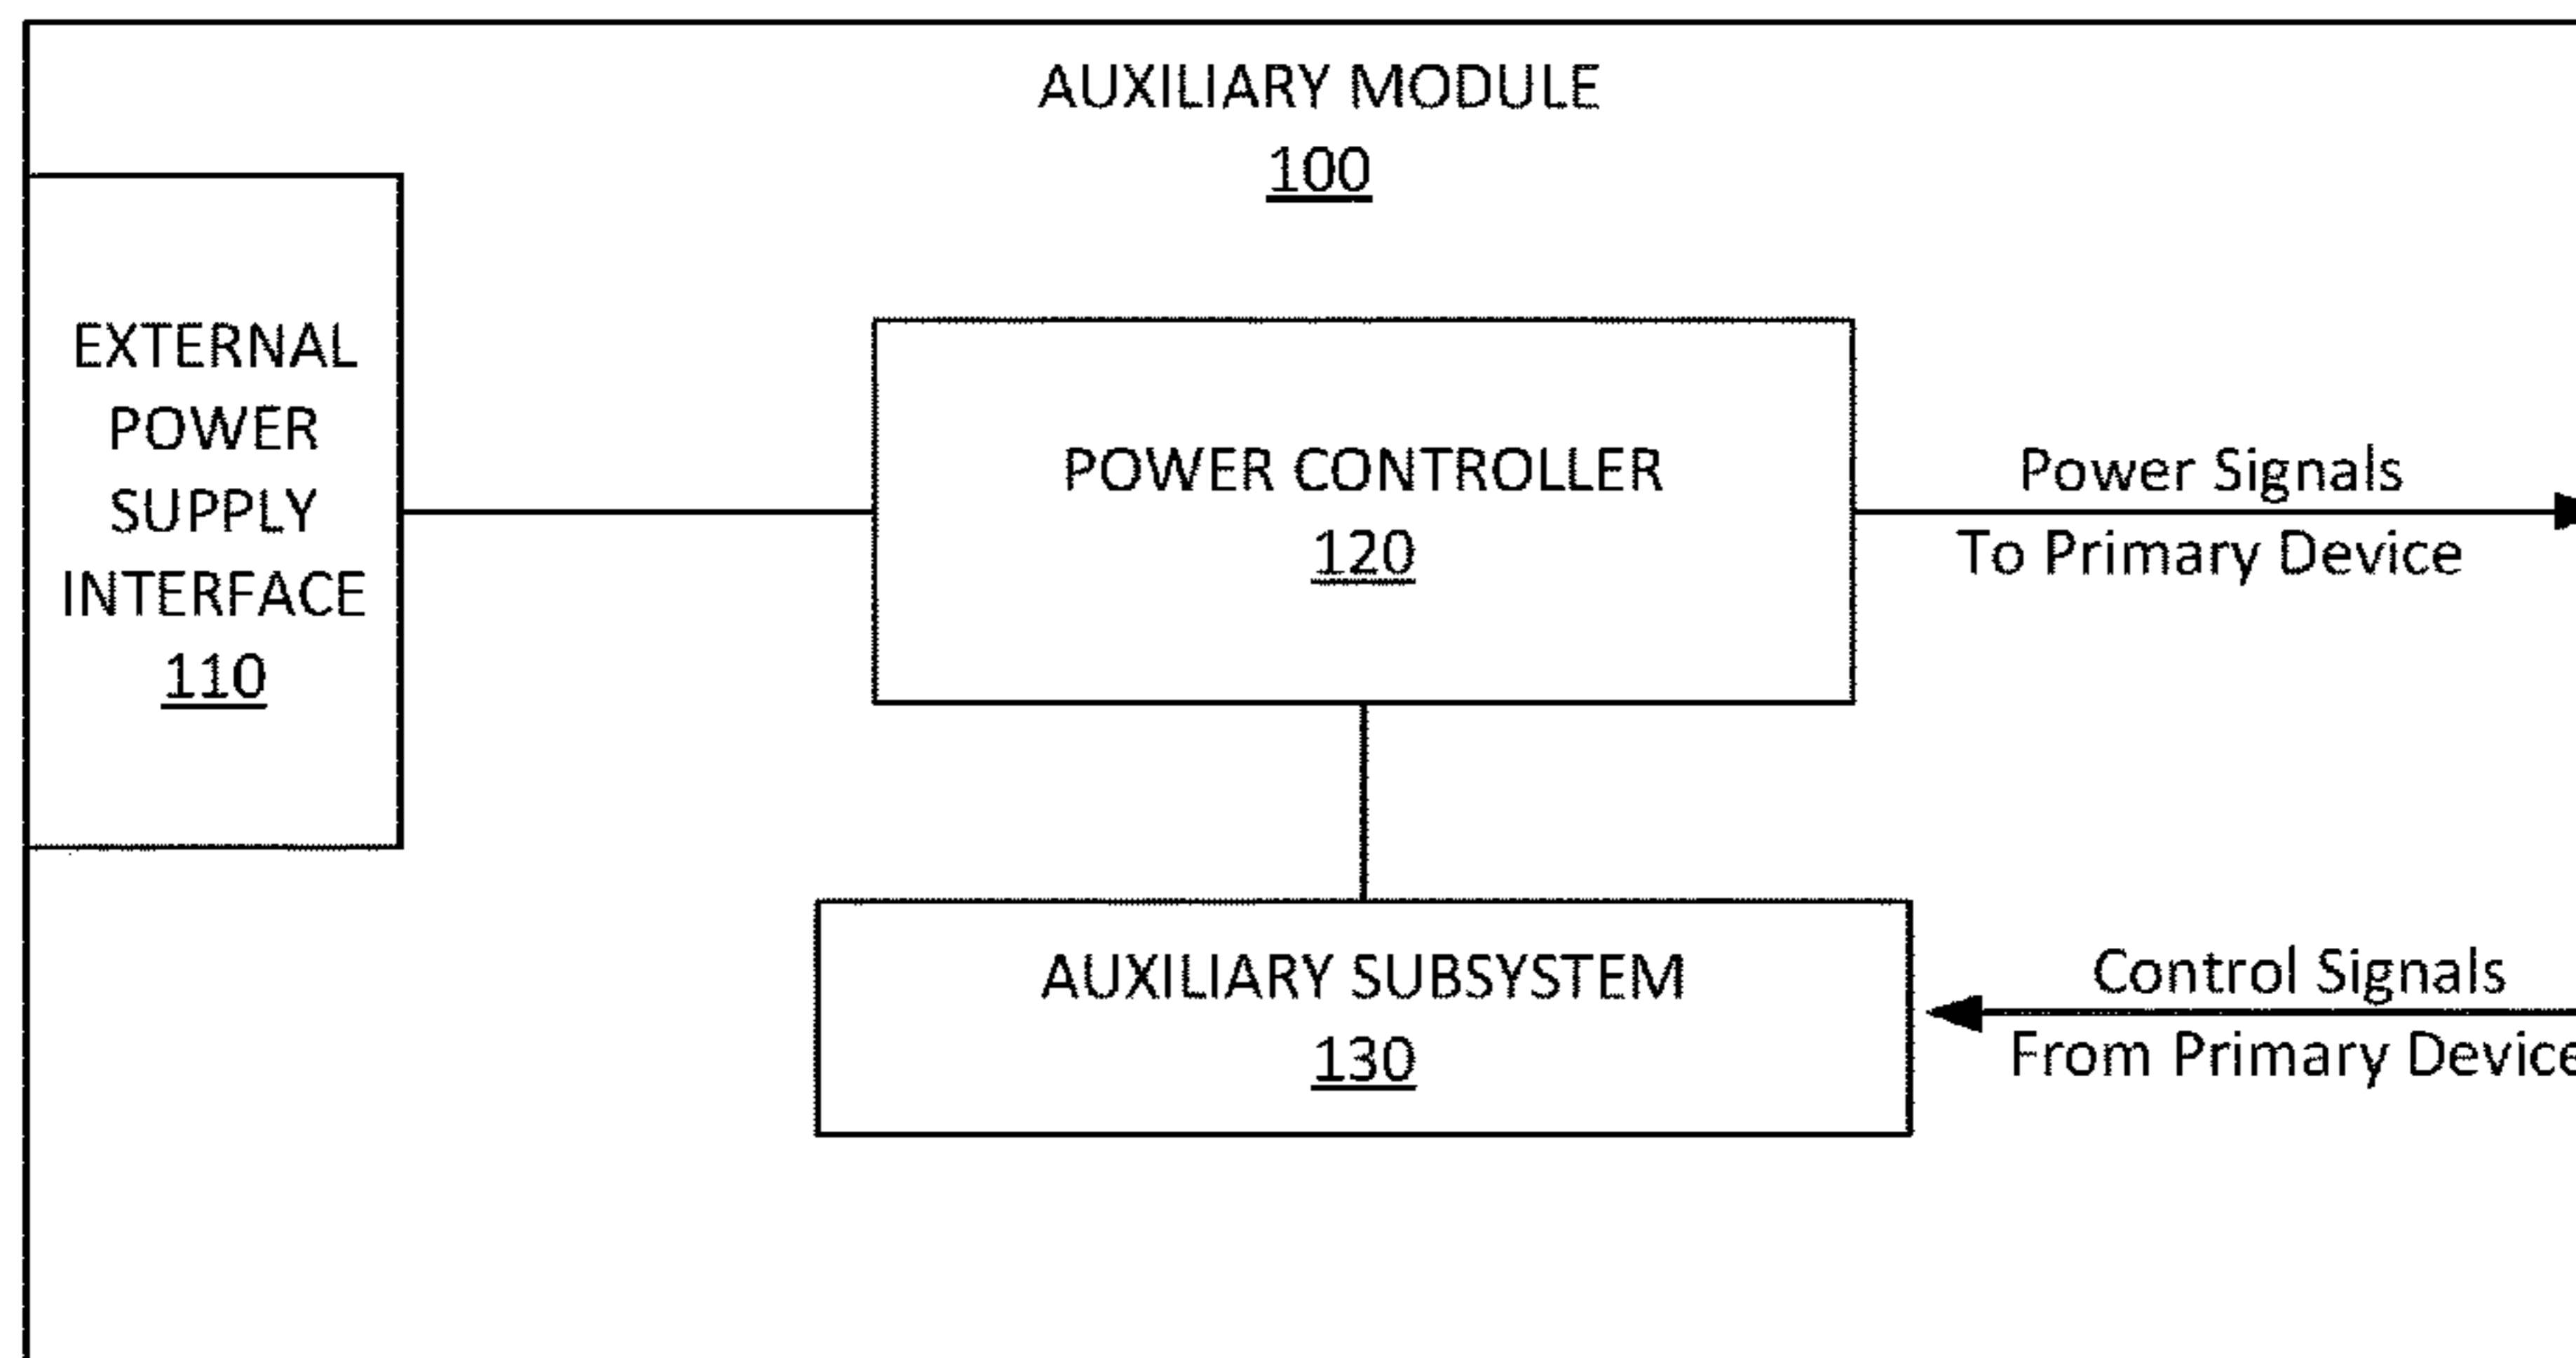 AUXILIARY MODULE
100
EXTERNAL
POWER
SUPPLY
INTERFACE
110
POWER CONTROLLER
120
Power Signals
To Primary Device
AUXILIARY SUBSYSTEM
130
Control Signals
From Primary Device